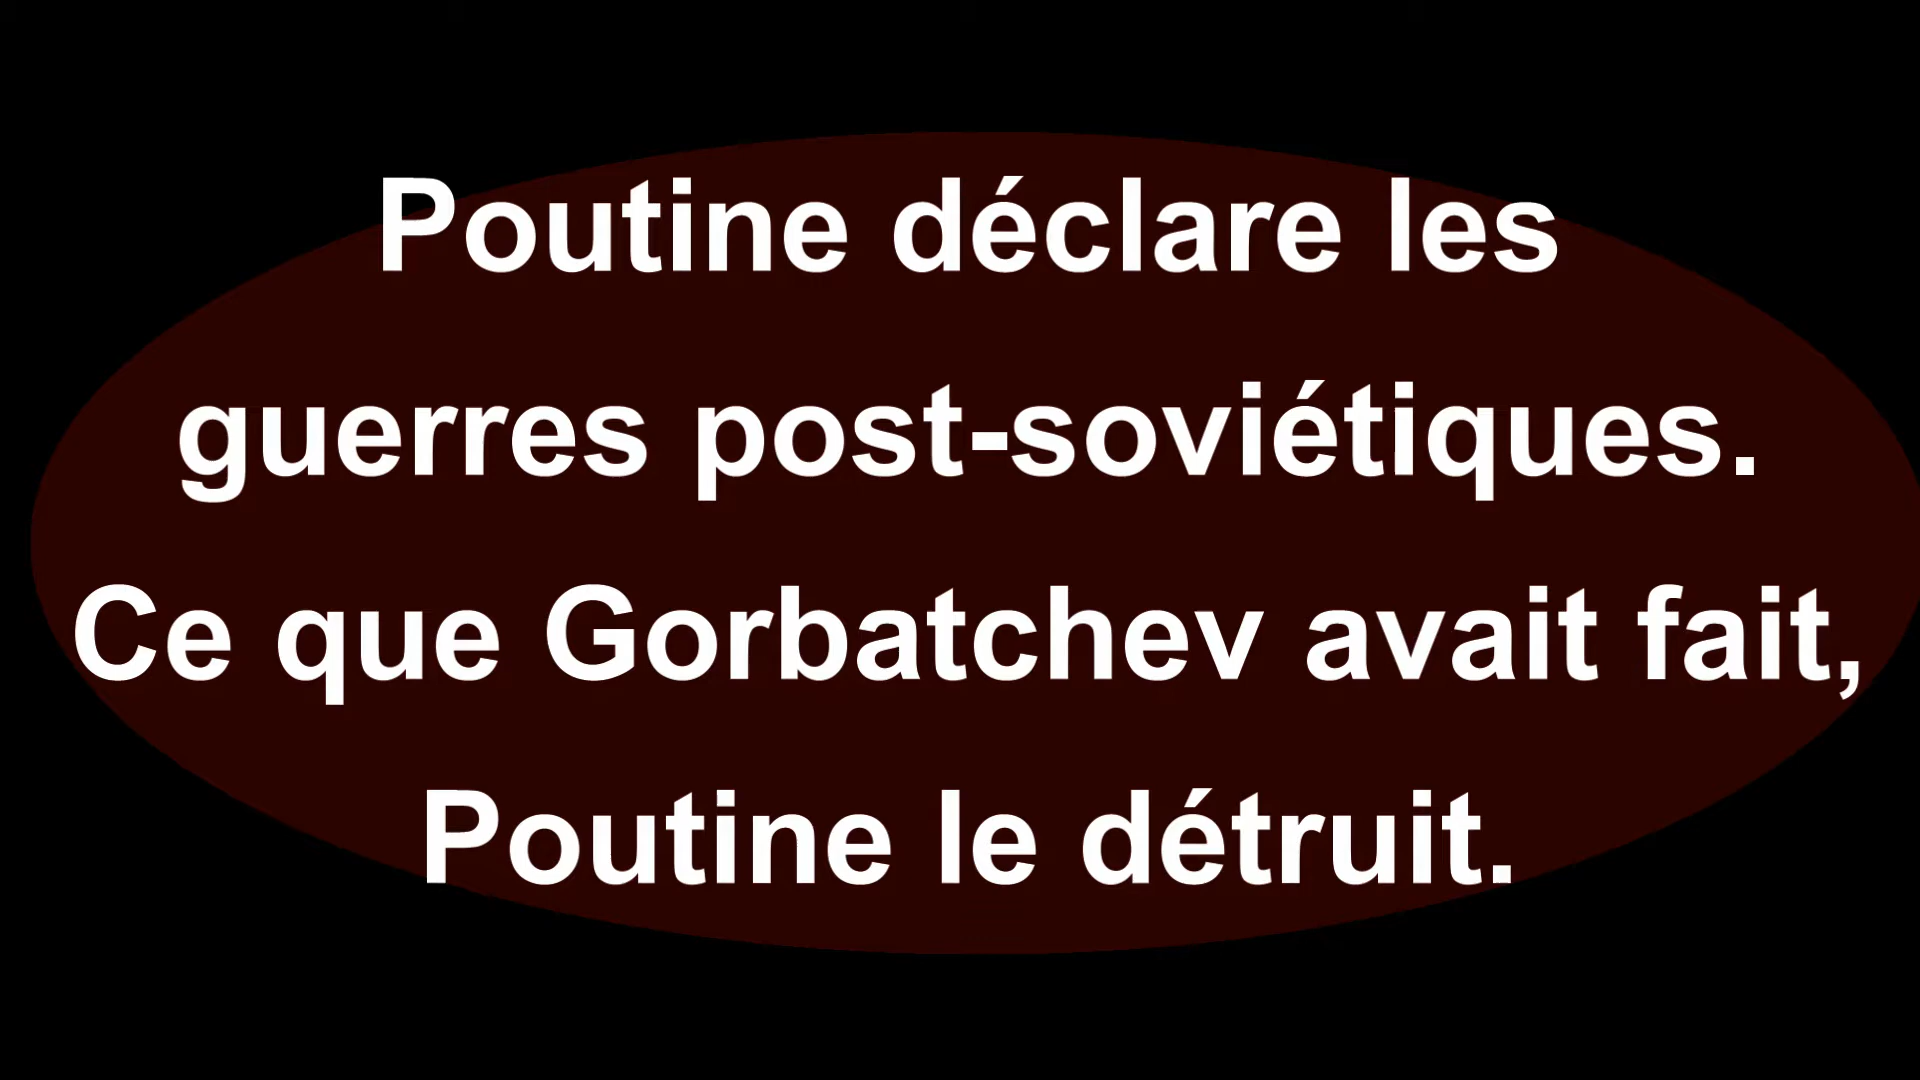 Poutine déclare les
guerres post-soviétiques.
Ce que Gorbatchev avait fait,
Poutine le détruit.